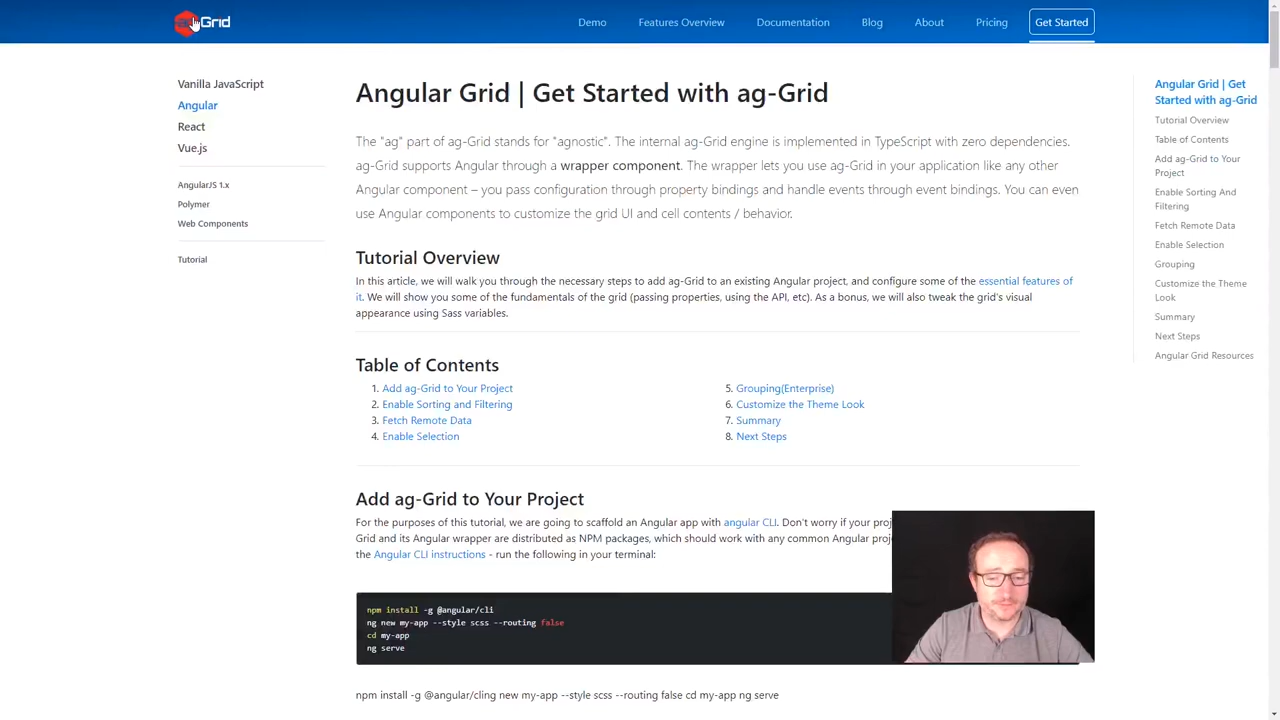 ag-Grid
Demo
Features Overview
Documentation
Blog
About
Pricing
Get Started
Vanilla JavaScript
Angular
React
Vue.js
AngularJS 1.x
Polymer
Web Components
Tutorial
Angular Grid | Get Started with ag-Grid
The "ag" part of ag-Grid stands for "agnostic". The internal ag-Grid engine is implemented in TypeScript with zero dependencies.
ag-Grid supports Angular through a wrapper component. The wrapper lets you use ag-Grid in your application like any other
Angular component – you pass configuration through property bindings and handle events through event bindings. You can even
use Angular components to customize the grid UI and cell contents / behavior.
Tutorial Overview
In this article, we will walk you through the necessary steps to add ag-Grid to an existing Angular project, and configure some of the essential features of
it. We will show you some of the fundamentals of the grid (passing properties, using the API, etc). As a bonus, we will also tweak the grid's visual
appearance using Sass variables.
Table of Contents
1. Add ag-Grid to Your Project
2. Enable Sorting and Filtering
3. Fetch Remote Data
4. Enable Selection
5. Grouping(Enterprise)
6. Customize the Theme Look
7. Summary
8. Next Steps
Add ag-Grid to Your Project
For the purposes of this tutorial, we are going to scaffold an Angular app with angular CLI. Don't worry if your proj
Grid and its Angular wrapper are distributed as NPM packages, which should work with any common Angular proj
the Angular CLI instructions - run the following in your terminal:
npm install -g @angular/cli
ng new my-app --style scss --routing false
cd my-app
ng serve
npm install -g @angular/cling new my-app --style scss --routing false cd my-app ng serve
Angular Grid | Get
Started with ag-Grid
Tutorial Overview
Table of Contents
Add ag-Grid to Your
Project
Enable Sorting And
Filtering
Fetch Remote Data
Enable Selection
Grouping
Customize the Theme
Look
Summary
Next Steps
Angular Grid Resources